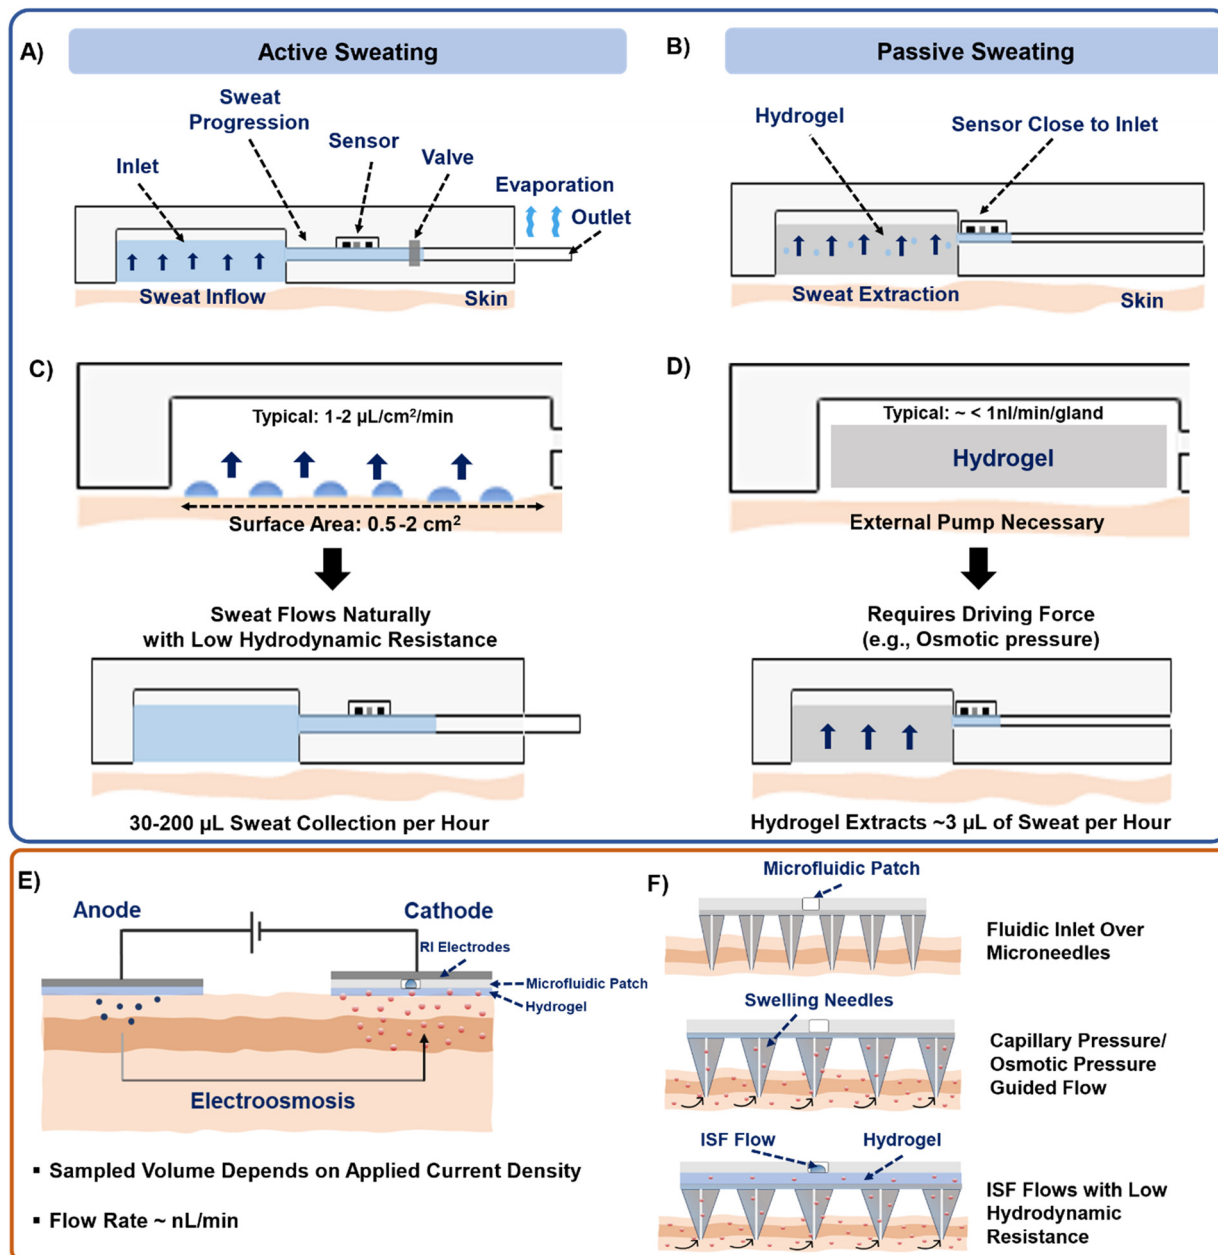 A)
Active Sweating
Sweat
Progression
Sensor
Valve
Inlet
Evaporation
Outlet
Sweat Inflow
Skin
B)
Passive Sweating
Hydrogel
Sensor Close to Inlet
Sweat Extraction
Skin
C)
Typical: 1-2 µL/cm²/min
Surface Area: 0.5-2 cm²
Sweat Flows Naturally
with Low Hydrodynamic Resistance
30-200 µL Sweat Collection per Hour
D)
Typical: ~ < 1nl/min/gland
Hydrogel
External Pump Necessary
Requires Driving Force
(e.g., Osmotic pressure)
Hydrogel Extracts ~3 µL of Sweat per Hour
E)
Anode
Cathode
RI Electrodes
Microfluidic Patch
Hydrogel
Electroosmosis
▪ Sampled Volume Depends on Applied Current Density
▪ Flow Rate ~ nL/min
F)
Microfluidic Patch
Fluidic Inlet Over
Microneedles
Swelling Needles
Capillary Pressure/
Osmotic Pressure
Guided Flow
ISF Flow
Hydrogel
ISF Flows with Low
Hydrodynamic
Resistance